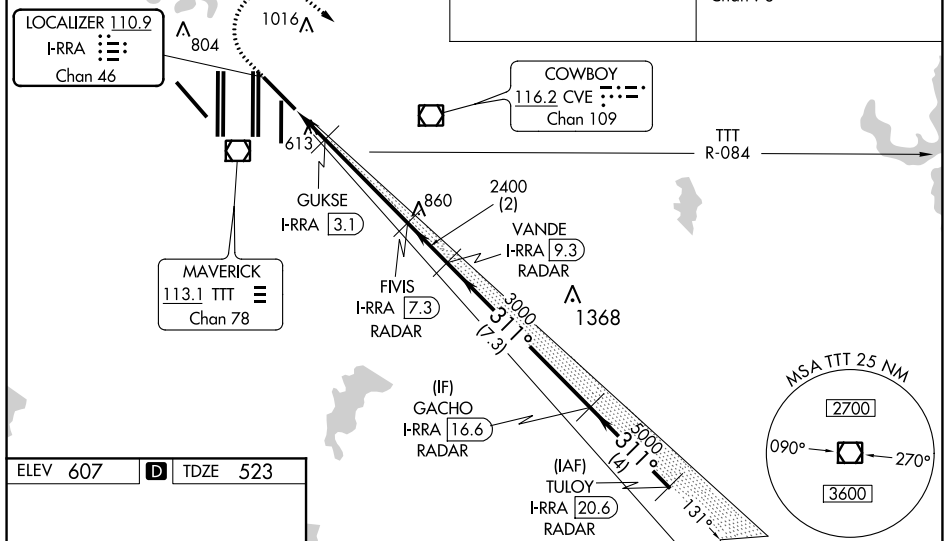 LOCALIZER 110.9
I-RRA
Chan 46
804
1016
COWBOY
116.2 CVE
Chan 109
TTT
R-084
613
GUKSE
I-RRA 3.1
860
2400
(2)
VANDE
I-RRA 9.3
RADAR
MAVERICK
113.1 TTT
Chan 78
FIVIS
I-RRA 7.3
RADAR
3000
311°
(7.3)
1368
(IF)
GACHO
I-RRA 16.6
RADAR
5000
311°
(4)
(IAF)
TULOY
I-RRA 20.6
RADAR
131°
MSA TTT 25 NM
2700
090°
270°
3600
ELEV 607 D TDZE 523